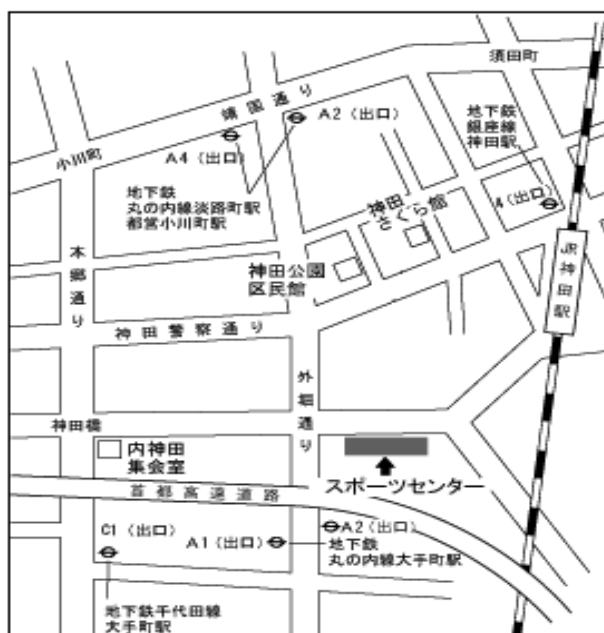 須田町
靖国通り
A2（出口）
地下鉄
銀座線
神田駅
A4（出口）
小川町
地下鉄
丸の内線淡路町駅
都営小川町駅
神田
さくら館
4（出口）
本郷通り
神田公園
区民館
JR神田駅
神田警察通り
外堀通り
神田橋
内神田
集会室
スポーツセンター
首都高速道路
C1（出口）
A1（出口）
A2（出口）
地下鉄
丸の内線大手町駅
地下鉄千代田線
大手町駅